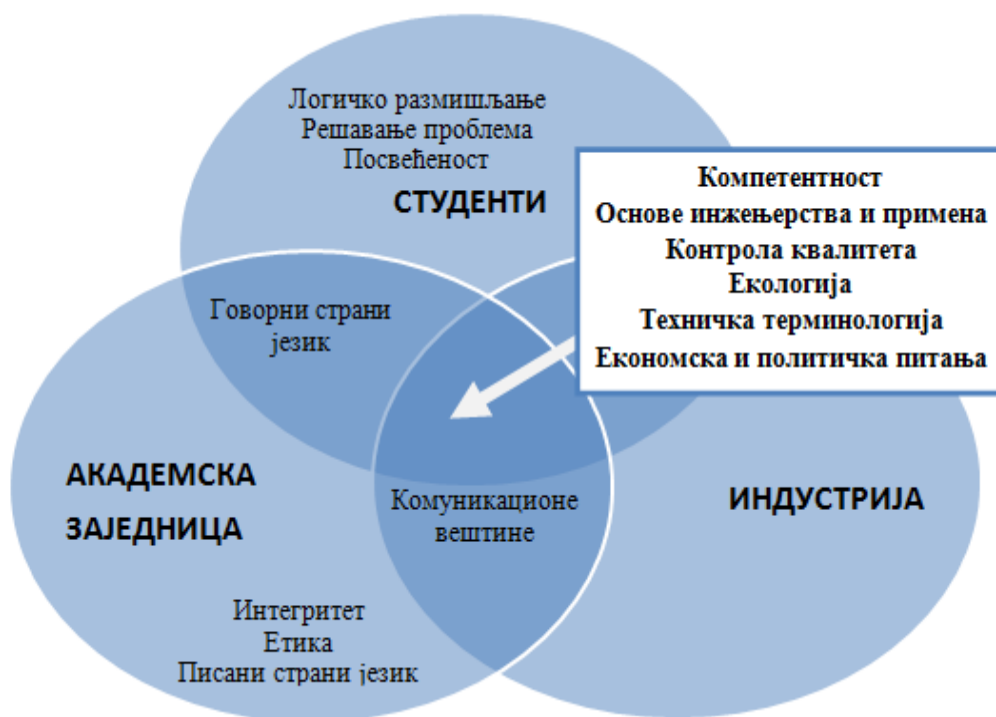 Логичко размишљање
Решавање проблема
Посвећеност
СТУДЕНТИ
Компетентност
Основе инжењерства и примена
Контрола квалитета
Екологија
Техничка терминологија
Економска и политичка питања
Говорни страни
језик
АКАДЕМСКА
ЗАЈЕДНИЦА
Комуникационе
вештине
ИНДУСТРИЈА
Интегритет
Етика
Писани страни језик